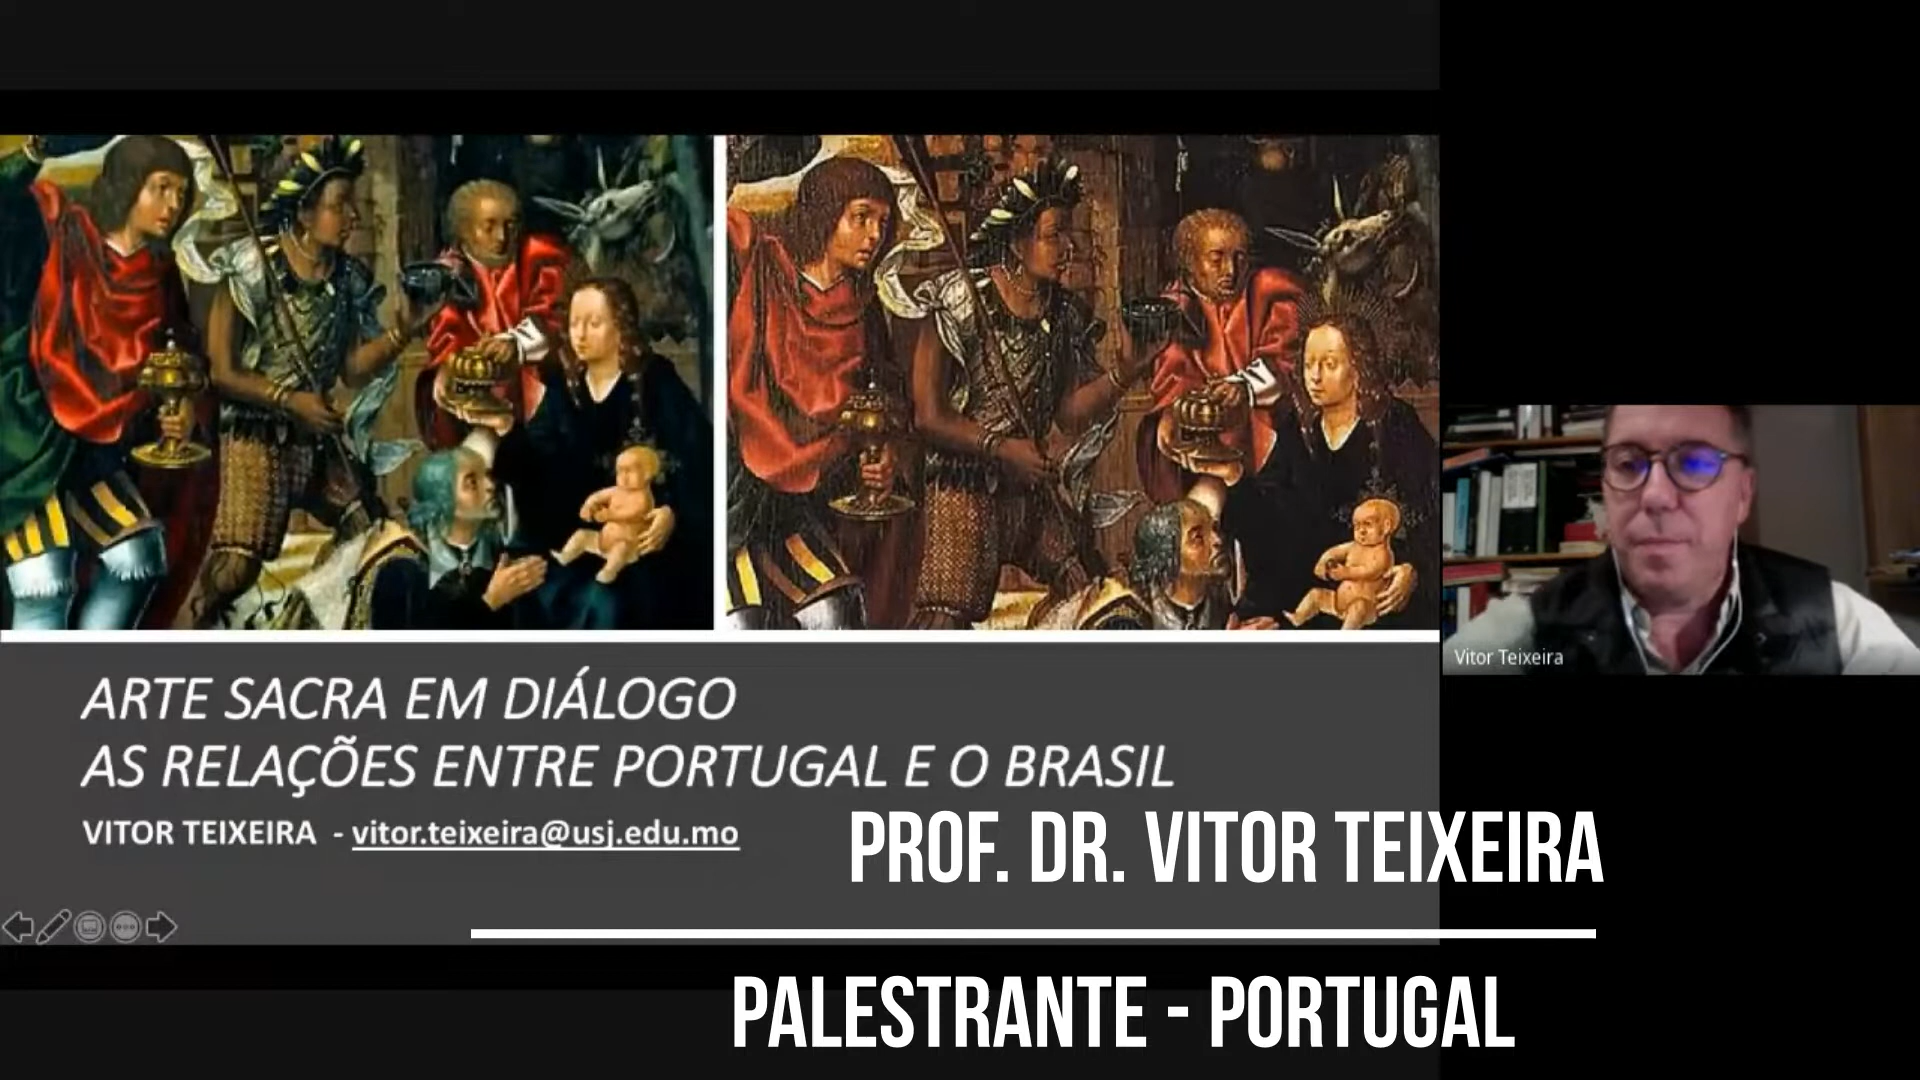 ARTE SACRA EM DIÁLOGO
AS RELAÇÕES ENTRE PORTUGAL E O BRASIL
VITOR TEIXEIRA - vitor.teixeira@usj.edu.mo
Vitor Teixeira
PROF. DR. VITOR TEIXEIRA
PALESTRANTE - PORTUGAL